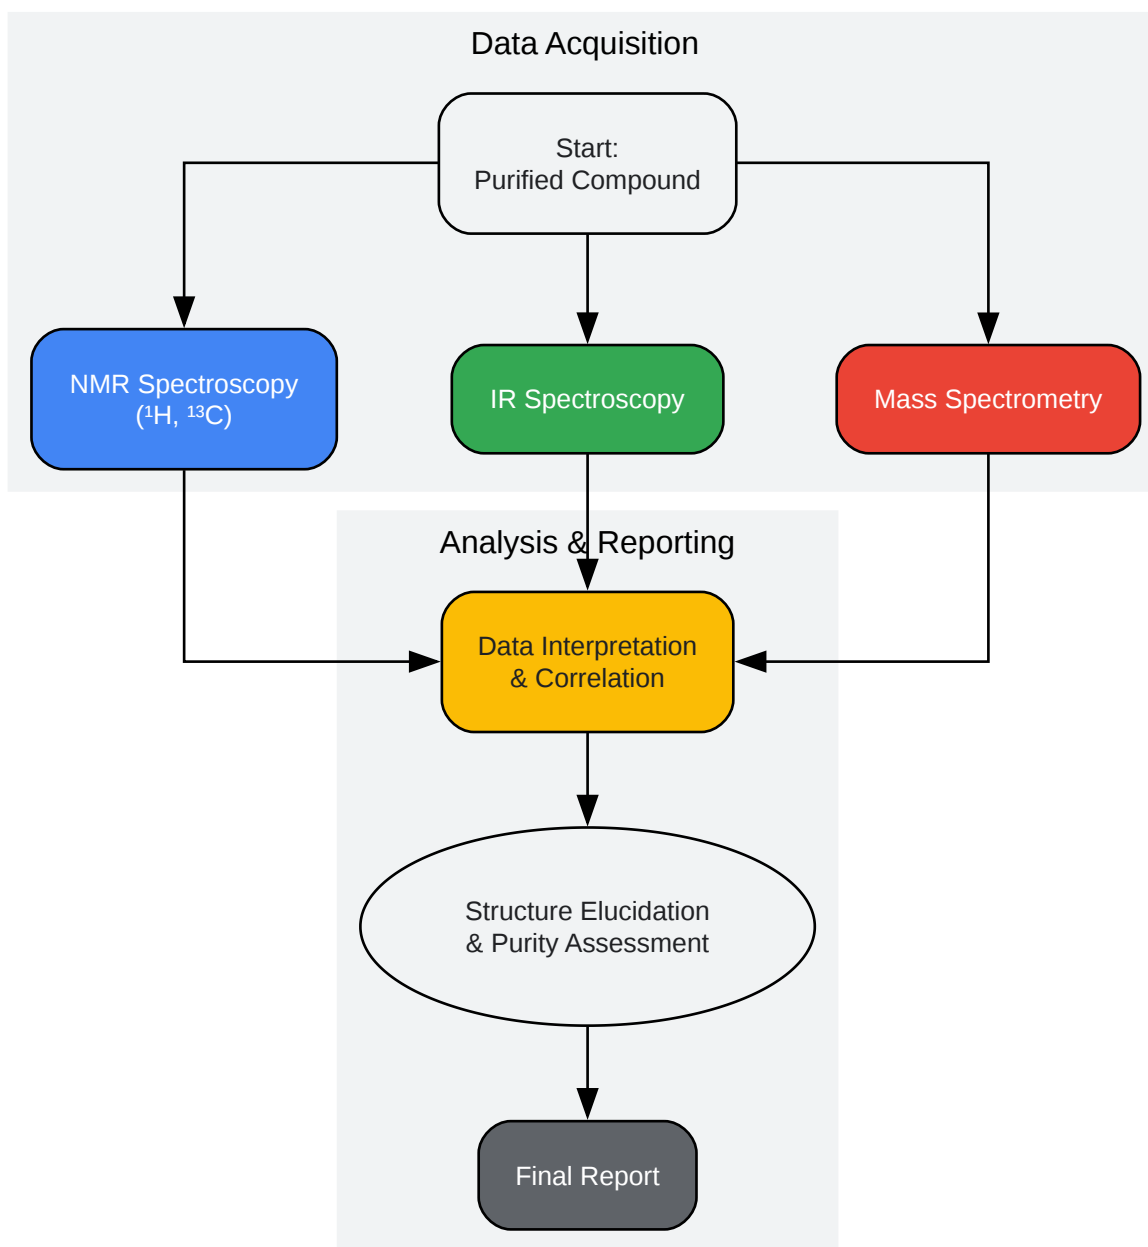 Data Acquisition
Start:
Purified Compound
NMR Spectroscopy
(¹H, ¹³C)
IR Spectroscopy
Mass Spectrometry
Analysis & Reporting
Data Interpretation
& Correlation
Structure Elucidation
& Purity Assessment
Final Report